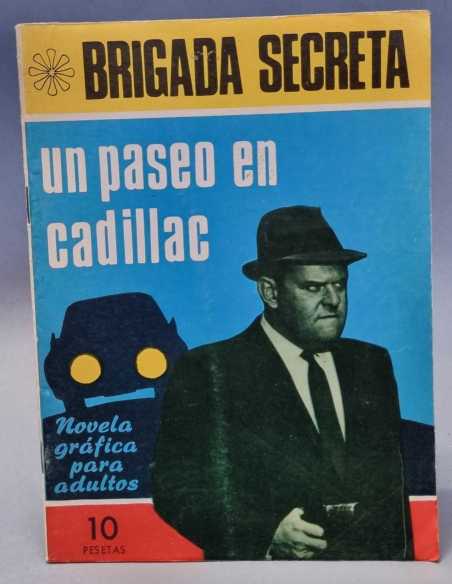 BRIGADA SECRETA
un paseo en
cadillac
Novela
gráfica
para
adultos
10
PESETAS